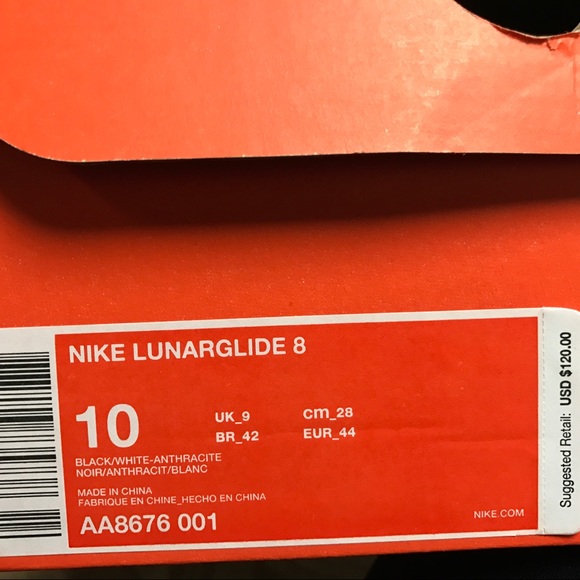 NIKE LUNARGLIDE 8
10
UK_9 cm_28
BR_42 EUR_44
BLACK/WHITE-ANTHRACITE
NOIR/ANTHRACIT/BLANC
MADE IN CHINA
FABRIQUE EN CHINE_HECHO EN CHINA
AA8676 001
NIKE.COM
Suggested Retail: USD $120.00